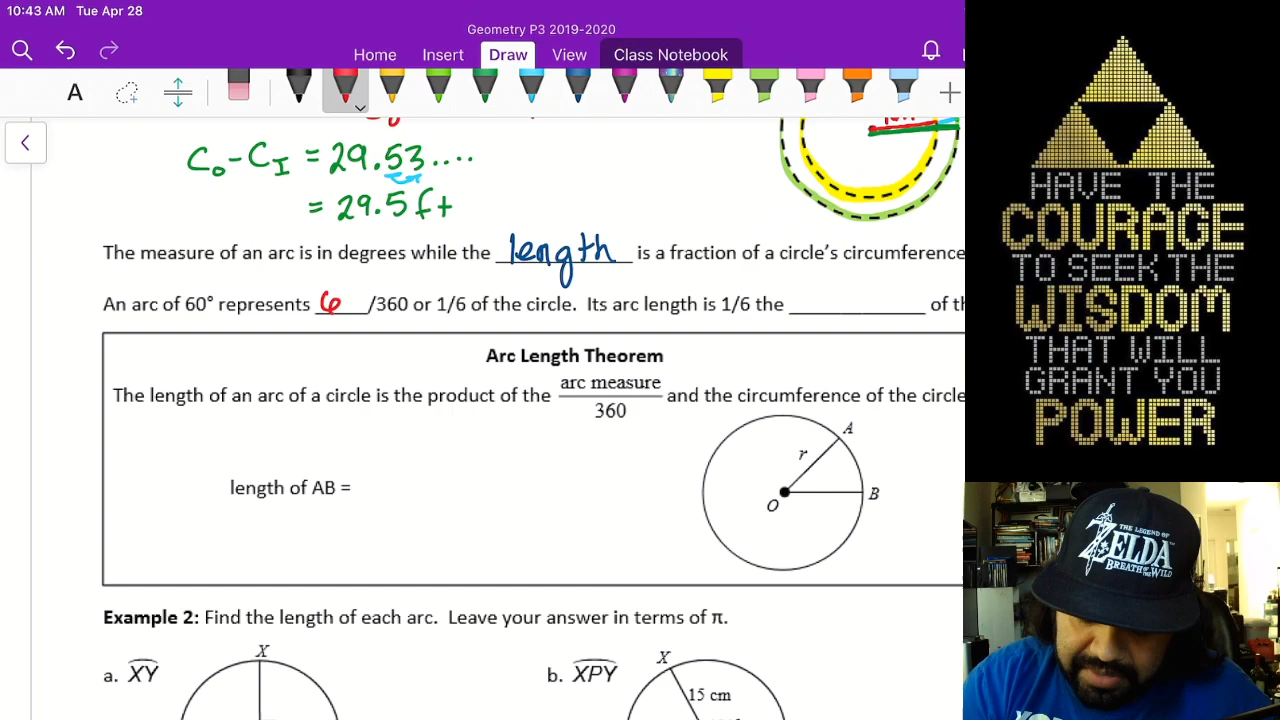 10:43 AM Tue Apr 28
Geometry P3 2019-2020
Home Insert Draw View Class Notebook
A
C₀ - C_I = 29.53....
= 29.5 ft
The measure of an arc is in degrees while the length is a fraction of a circle's circumference
An arc of 60° represents 6 /360 or 1/6 of the circle. Its arc length is 1/6 the ____________ of th
Arc Length Theorem
The length of an arc of a circle is the product of the arc measure / 360 and the circumference of the circle
A
r
length of AB =
B
O
Example 2: Find the length of each arc. Leave your answer in terms of π.
X
X
a. XY
b. XPY
15 cm
HAVE THE
COURAGE
TO SEEK THE
WISDOM
THAT WILL
GRANT YOU
POWER
THE LEGEND OF
ZELDA
BREATH OF THE WILD